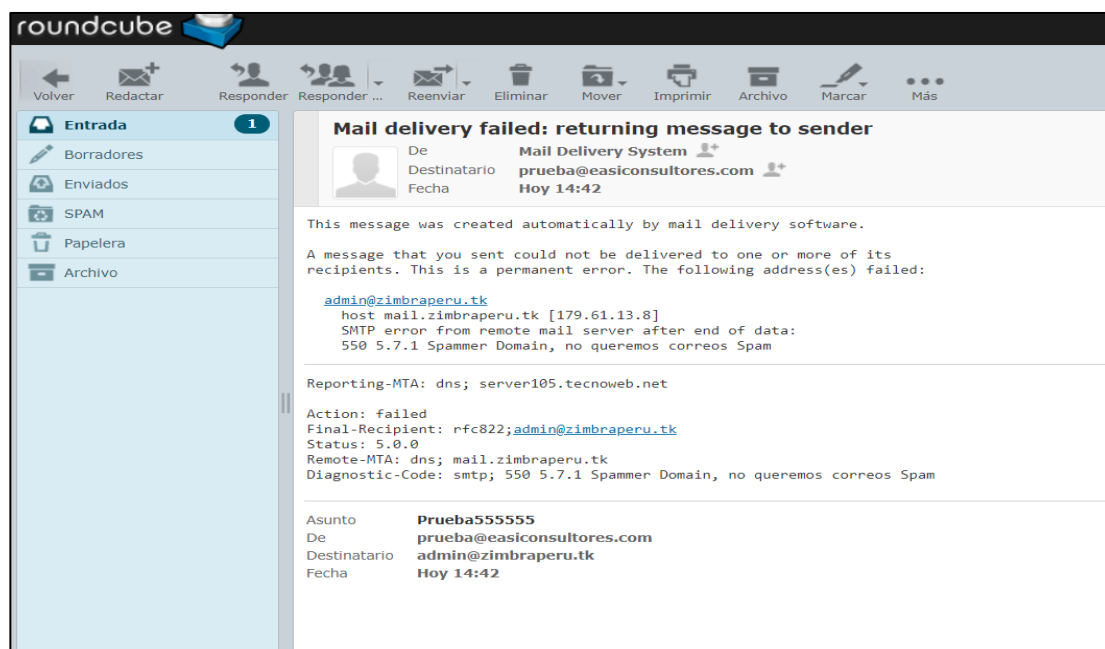 roundcube
Volver Redactar Responder Responder ... Reenviar Eliminar Mover Imprimir Archivo Marcar Más
Entrada 1
Borradores
Enviados
SPAM
Papelera
Archivo
Mail delivery failed: returning message to sender
De Mail Delivery System
Destinatario prueba@easiconsultores.com
Fecha Hoy 14:42
This message was created automatically by mail delivery software.
A message that you sent could not be delivered to one or more of its
recipients. This is a permanent error. The following address(es) failed:
admin@zimbraperu.tk
host mail.zimbraperu.tk [179.61.13.8]
SMTP error from remote mail server after end of data:
550 5.7.1 Spammer Domain, no queremos correos Spam
Reporting-MTA: dns; server105.tecnoweb.net
Action: failed
Final-Recipient: rfc822;admin@zimbraperu.tk
Status: 5.0.0
Remote-MTA: dns; mail.zimbraperu.tk
Diagnostic-Code: smtp; 550 5.7.1 Spammer Domain, no queremos correos Spam
Asunto Prueba555555
De prueba@easiconsultores.com
Destinatario admin@zimbraperu.tk
Fecha Hoy 14:42